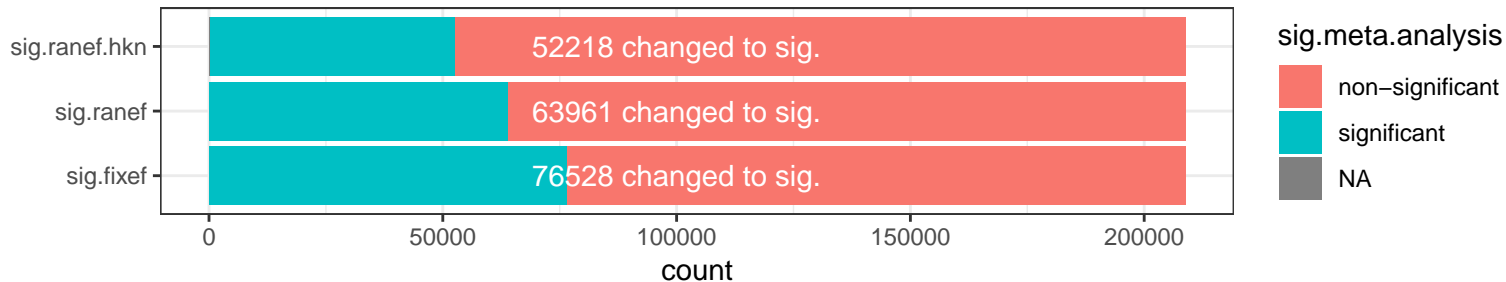 sig.ranef.hkn
52218 changed to sig.
sig.ranef
63961 changed to sig.
sig.fixef
76528 changed to sig.
0
50000
100000
150000
200000
count
sig.meta.analysis
non−significant
significant
NA